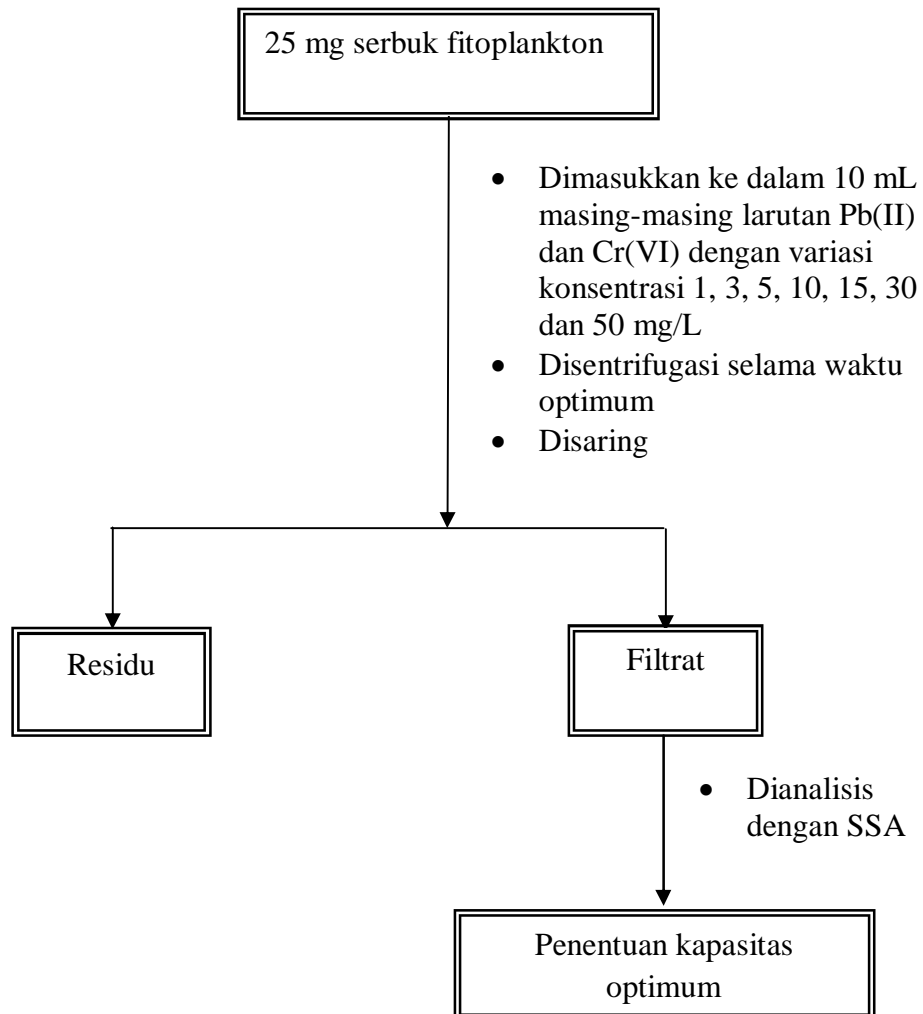 25 mg serbuk fitoplankton
• Dimasukkan ke dalam 10 mL
masing-masing larutan Pb(II)
dan Cr(VI) dengan variasi
konsentrasi 1, 3, 5, 10, 15, 30
dan 50 mg/L
• Disentrifugasi selama waktu
optimum
• Disaring
Residu
Filtrat
• Dianalisis
dengan SSA
Penentuan kapasitas
optimum